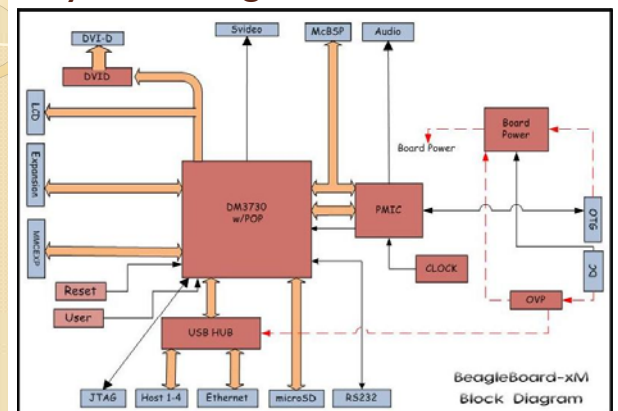 DVI-D
Svideo
McBSP
Audio
DVID
LCD
Expansion
MMCEXP
DM3730
w/POP
PMIC
Board
Power
Board Power
OTG
DC
CLOCK
OVP
Reset
User
USB HUB
JTAG
Host 1-4
Ethernet
microSD
RS232
BeagleBoard-xM
Block Diagram